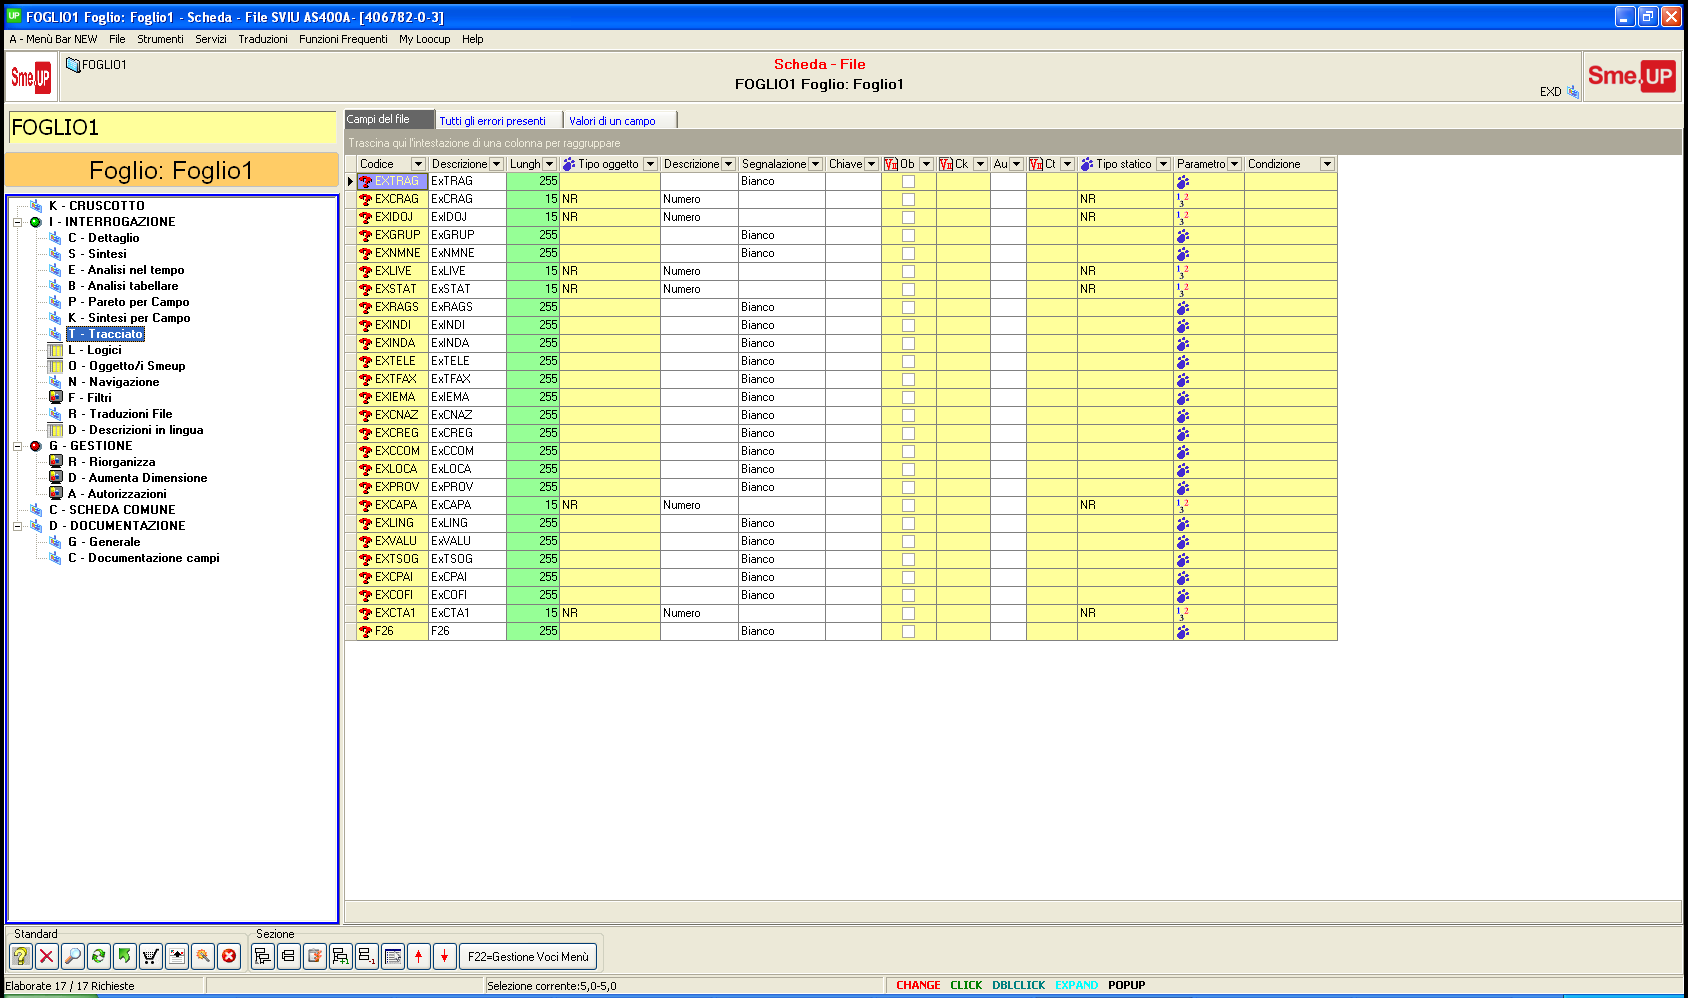 UP FOGLIO1 Foglio: Foglio1 - Scheda - File SVIU AS400A- [406782-0-3]
A - Menù Bar NEW File Strumenti Servizi Traduzioni Funzioni Frequenti My Loocup Help
Sme.UP FOGLIO1
Scheda - File
FOGLIO1 Foglio: Foglio1
EXD Sme.UP
FOGLIO1
Foglio: Foglio1
K - CRUSCOTTO
I - INTERROGAZIONE
C - Dettaglio
S - Sintesi
E - Analisi nel tempo
B - Analisi tabellare
P - Pareto per Campo
K - Sintesi per Campo
T - Tracciato
L - Logici
O - Oggetto/i Smeup
N - Navigazione
F - Filtri
R - Traduzioni File
D - Descrizioni in lingua
G - GESTIONE
R - Riorganizza
D - Aumenta Dimensione
A - Autorizzazioni
C - SCHEDA COMUNE
D - DOCUMENTAZIONE
G - Generale
C - Documentazione campi
Campi del file Tutti gli errori presenti Valori di un campo
Trascina qui l'intestazione di una colonna per raggruppare
Codice Descrizione Lungh Tipo oggetto Descrizione Segnalazione Chiave Ob Ck Au Ct Tipo statico Parametro Condizione
EXTRAG ExTRAG 255 Bianco
EXCRAG ExCRAG 15 NR Numero NR
EXIDOJ ExIDOJ 15 NR Numero NR
EXGRUP ExGRUP 255 Bianco
EXNMNE ExNMNE 255 Bianco
EXLIVE ExLIVE 15 NR Numero NR
EXSTAT ExSTAT 15 NR Numero NR
EXRAGS ExRAGS 255 Bianco
EXINDI ExINDI 255 Bianco
EXINDA ExINDA 255 Bianco
EXTELE ExTELE 255 Bianco
EXTFAX ExTFAX 255 Bianco
EXIEMA ExIEMA 255 Bianco
EXCNAZ ExCNAZ 255 Bianco
EXCREG ExCREG 255 Bianco
EXCCOM ExCCOM 255 Bianco
EXLOCA ExLOCA 255 Bianco
EXPROV ExPROV 255 Bianco
EXCAPA ExCAPA 15 NR Numero NR
EXLING ExLING 255 Bianco
EXVALU ExVALU 255 Bianco
EXTSOG ExTSOG 255 Bianco
EXCPAI ExCPAI 255 Bianco
EXCOFI ExCOFI 255 Bianco
EXCTA1 ExCTA1 15 NR Numero NR
F26 F26 255 Bianco
Standard Sezione
F22=Gestione Voci Menù
Elaborate 17 / 17 Richieste Selezione corrente:5,0-5,0 CHANGE CLICK DBLCLICK EXPAND POPUP